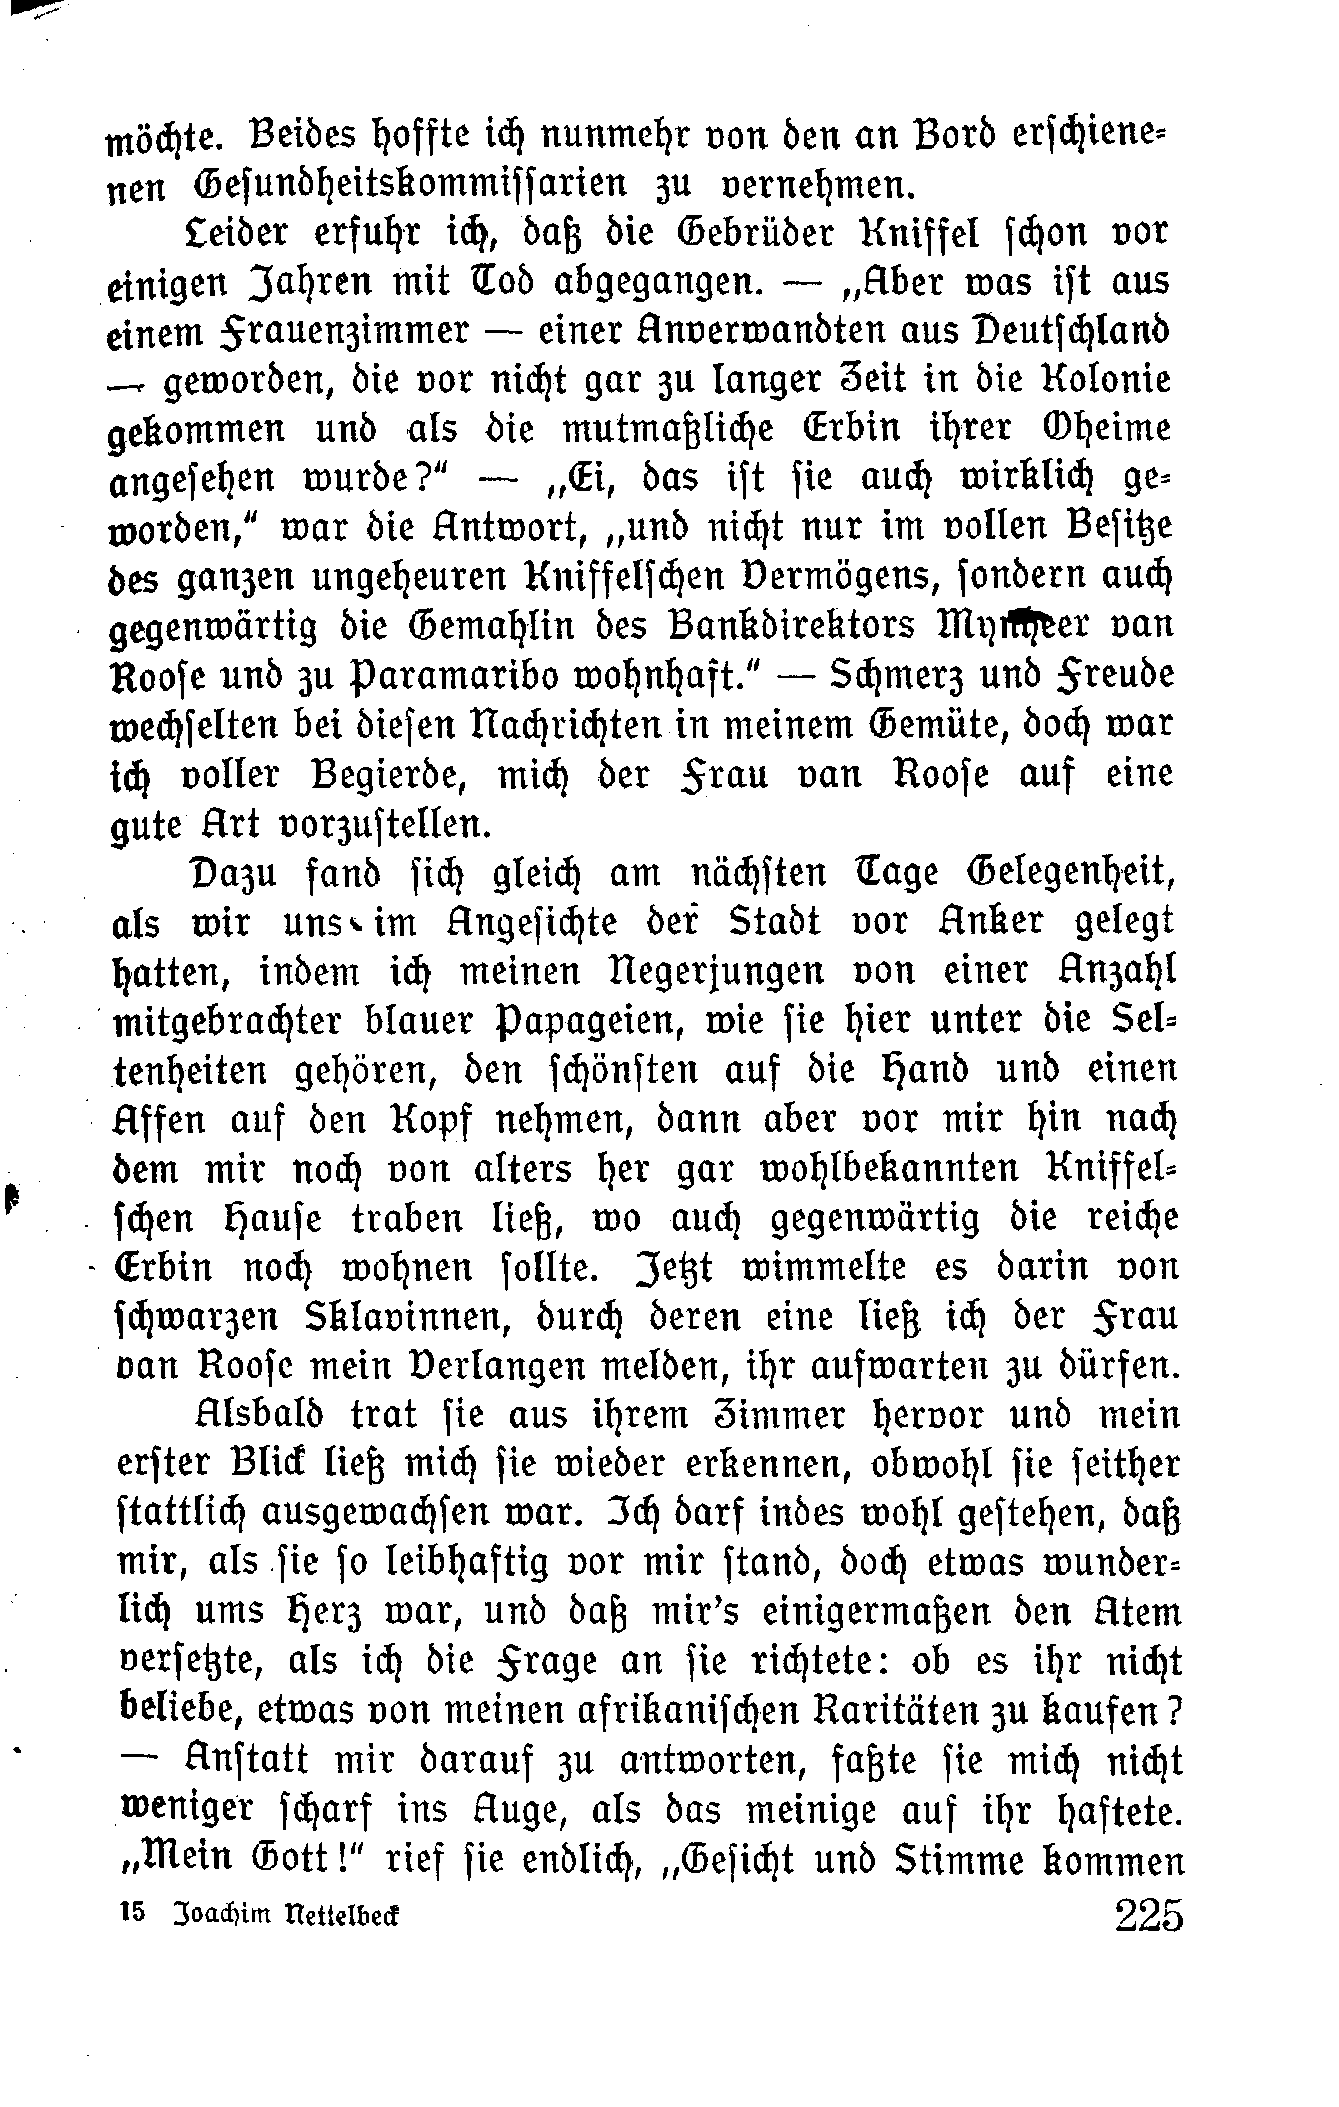 möchte. Beides hoffte ich nunmehr von den an Bord erschiene-
nen Gesundheitskommissarien zu vernehmen.
Leider erfuhr ich, daß die Gebrüder Kniffel schon vor
einigen Jahren mit Tod abgegangen. — „Aber was ist aus
einem Frauenzimmer — einer Anverwandten aus Deutschland
— geworden, die vor nicht gar zu langer Zeit in die Kolonie
gekommen und als die mutmaßliche Erbin ihrer Oheime
angesehen wurde?" — „Ei, das ist sie auch wirklich ge-
worden," war die Antwort, „und nicht nur im vollen Besitze
des ganzen ungeheuren Kniffelschen Vermögens, sondern auch
gegenwärtig die Gemahlin des Bankdirektors Mynheer van
Roose und zu Paramaribo wohnhaft." — Schmerz und Freude
wechselten bei diesen Nachrichten in meinem Gemüte, doch war
ich voller Begierde, mich der Frau van Roose auf eine
gute Art vorzustellen.
Dazu fand sich gleich am nächsten Tage Gelegenheit,
als wir uns im Angesichte der Stadt vor Anker gelegt
hatten, indem ich meinen Negerjungen von einer Anzahl
mitgebrachter blauer Papageien, wie sie hier unter die Sel-
tenheiten gehören, den schönsten auf die Hand und einen
Affen auf den Kopf nehmen, dann aber vor mir hin nach
dem mir noch von alters her gar wohlbekannten Kniffel-
schen Hause traben ließ, wo auch gegenwärtig die reiche
Erbin noch wohnen sollte. Jetzt wimmelte es darin von
schwarzen Sklavinnen, durch deren eine ließ ich der Frau
van Roose mein Verlangen melden, ihr aufwarten zu dürfen.
Alsbald trat sie aus ihrem Zimmer hervor und mein
erster Blick ließ mich sie wieder erkennen, obwohl sie seither
stattlich ausgewachsen war. Ich darf indes wohl gestehen, daß
mir, als sie so leibhaftig vor mir stand, doch etwas wunder-
lich ums Herz war, und daß mir's einigermaßen den Atem
versetzte, als ich die Frage an sie richtete: ob es ihr nicht
beliebe, etwas von meinen afrikanischen Raritäten zu kaufen?
— Anstatt mir darauf zu antworten, faßte sie mich nicht
weniger scharf ins Auge, als das meinige auf ihr haftete.
„Mein Gott!" rief sie endlich, „Gesicht und Stimme kommen
15 Joachim Nettelbeck 225